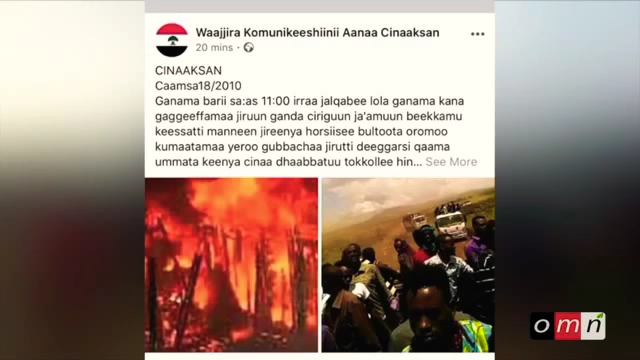 Waajjira Komunikeeshiinii Aanaa Cinaaksan
20 mins ·
CINAAKSAN
Caamsa18/2010
Ganama barii sa:as 11:00 irraa jalqabee lola ganama kana
gaggeeffamaa jiruun ganda ciriguun ja'amuun beekkamu
keessatti manneen jireenya horsiisee bultoota oromoo
kumaatamaa yeroo gubbachaa jirutti deeggarsi qaama
ummata keenya cinaa dhaabbatuu tokkollee hin... See More
omn